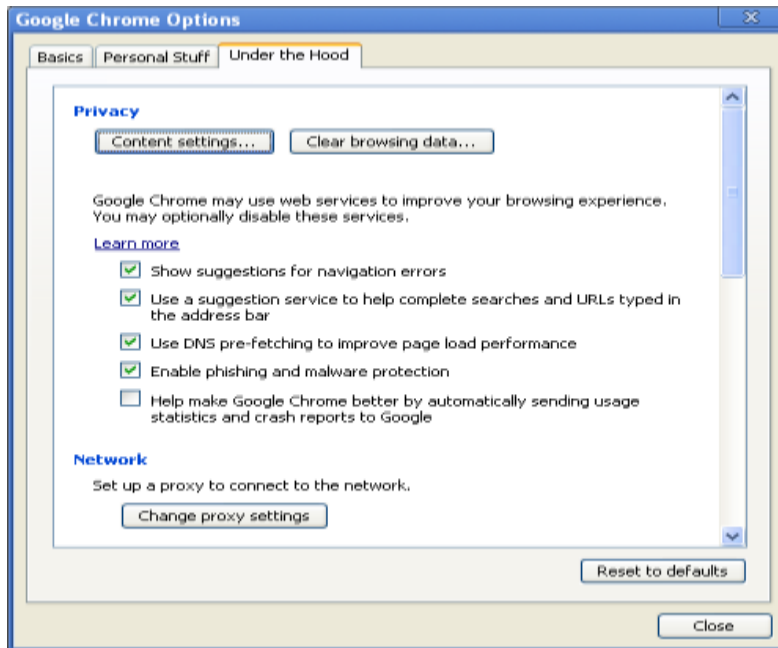 Google Chrome Options
Basics Personal Stuff Under the Hood
Privacy
Content settings... Clear browsing data...
Google Chrome may use web services to improve your browsing experience.
You may optionally disable these services.
Learn more
Show suggestions for navigation errors
Use a suggestion service to help complete searches and URLs typed in
the address bar
Use DNS pre-fetching to improve page load performance
Enable phishing and malware protection
Help make Google Chrome better by automatically sending usage
statistics and crash reports to Google
Network
Set up a proxy to connect to the network.
Change proxy settings
Reset to defaults
Close